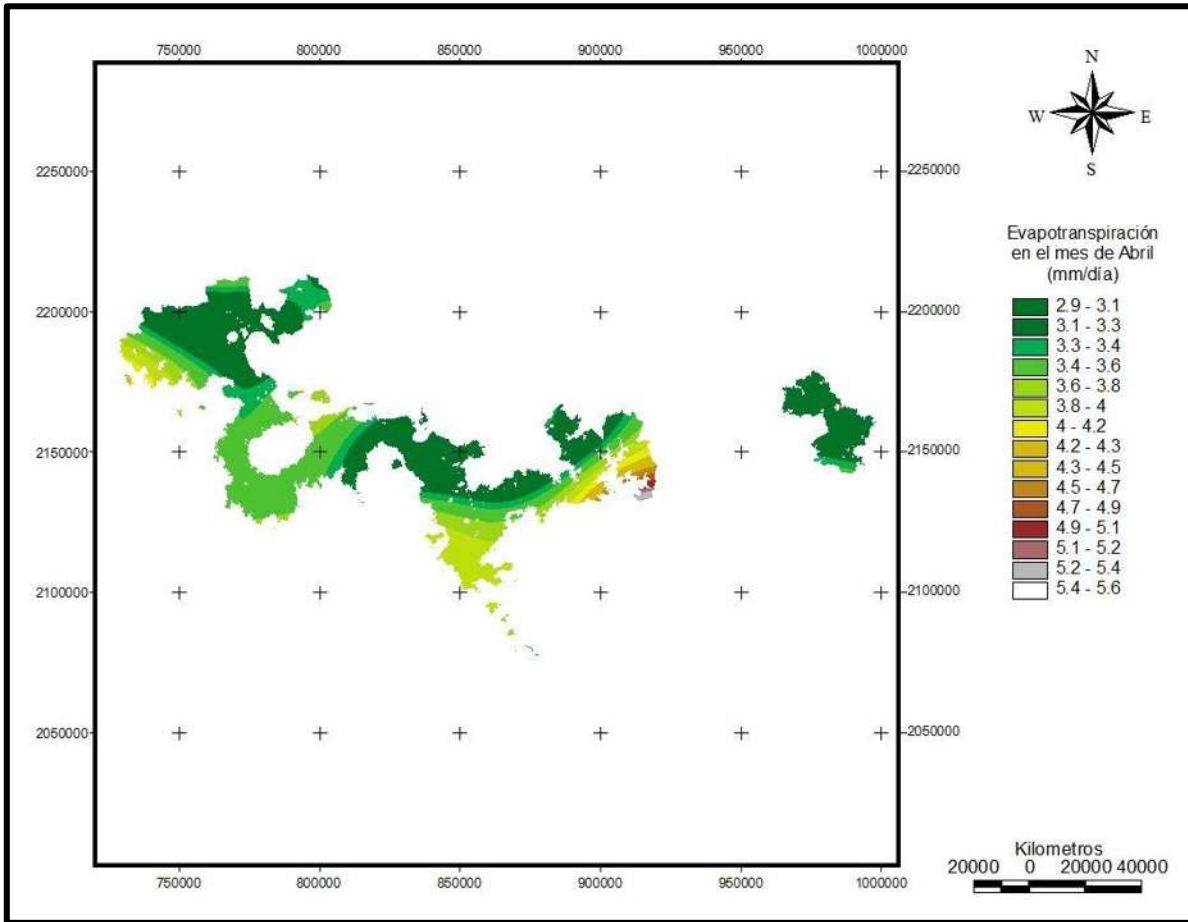 750000 800000 850000 900000 950000 1000000
N
W E
S
2250000 2250000
2200000 2200000
2150000 2150000
2100000 2100000
2050000 2050000
750000 800000 850000 900000 950000 1000000
Evapotranspiración
en el mes de Abril
(mm/día)
2.9 - 3.1
3.1 - 3.3
3.3 - 3.4
3.4 - 3.6
3.6 - 3.8
3.8 - 4
4 - 4.2
4.2 - 4.3
4.3 - 4.5
4.5 - 4.7
4.7 - 4.9
4.9 - 5.1
5.1 - 5.2
5.2 - 5.4
5.4 - 5.6
Kilometros
20000 0 20000 40000